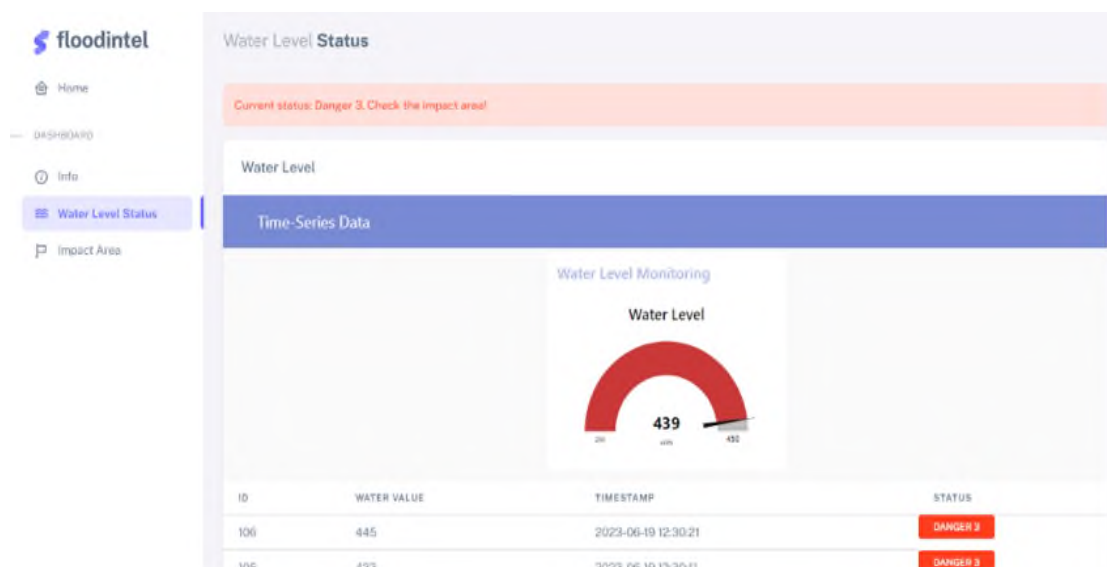 floodintel
Water Level Status
Home
Current status: Danger 3. Check the impact area!
DASHBOARD
Info
Water Level
Water Level Status
Time-Series Data
Impact Area
Water Level Monitoring
Water Level
439
450
ID WATER VALUE TIMESTAMP STATUS
106 445 2023-06-19 12:30:21 DANGER 3
DANGER 3